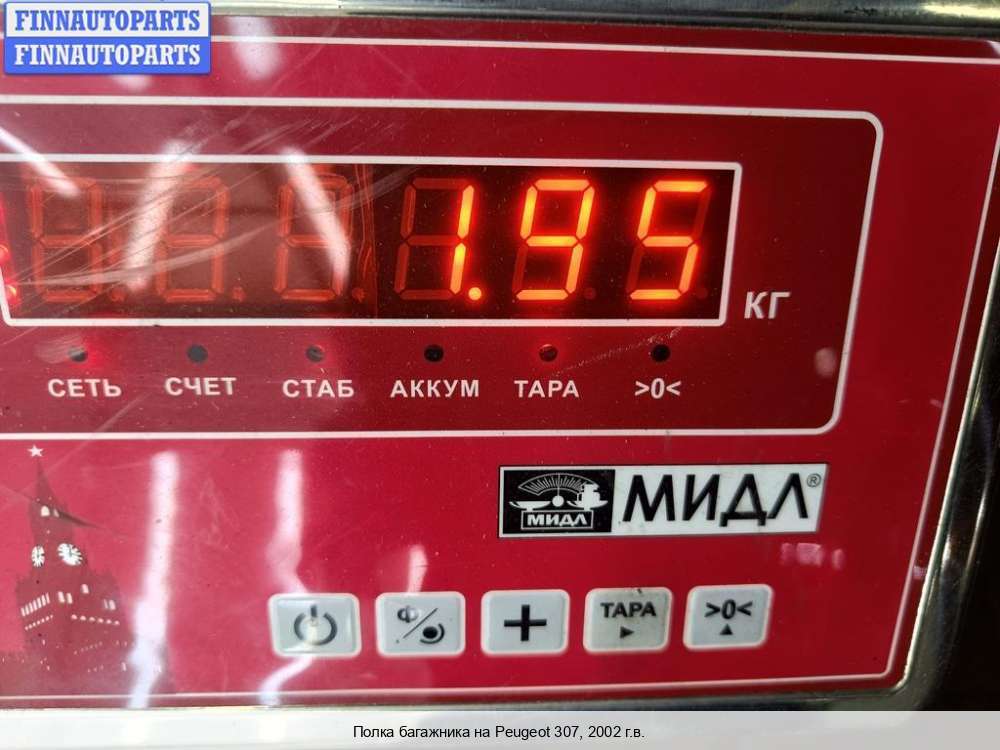 FINNAUTOPARTS
FINNAUTOPARTS
1.95
КГ
СЕТЬ СЧЕТ СТАБ АККУМ ТАРА >0<
МИДЛ МИДЛ®
Ф ТАРА >0<
Полка багажника на Peugeot 307, 2002 г.в.